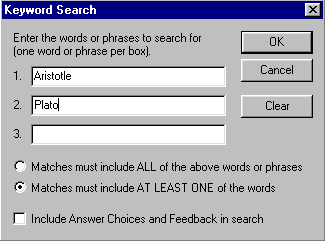 Keyword Search
Enter the words or phrases to search for
(one word or phrase per box).
OK
1. Aristotle
Cancel
2. Plato
Clear
3.
Matches must include ALL of the above words or phrases
Matches must include AT LEAST ONE of the words
Include Answer Choices and Feedback in search